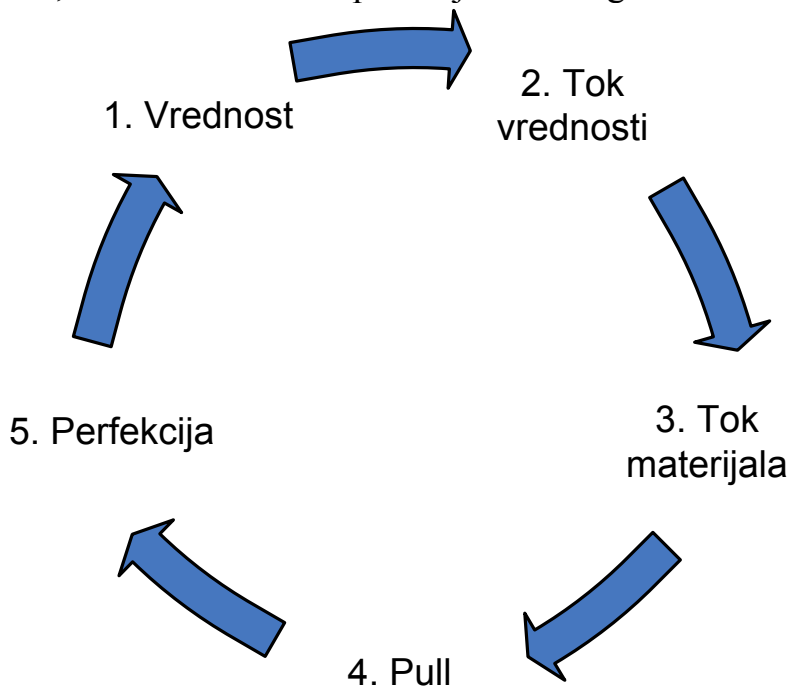 1. Vrednost
2. Tok
vrednosti
3. Tok
materijala
4. Pull
5. Perfekcija